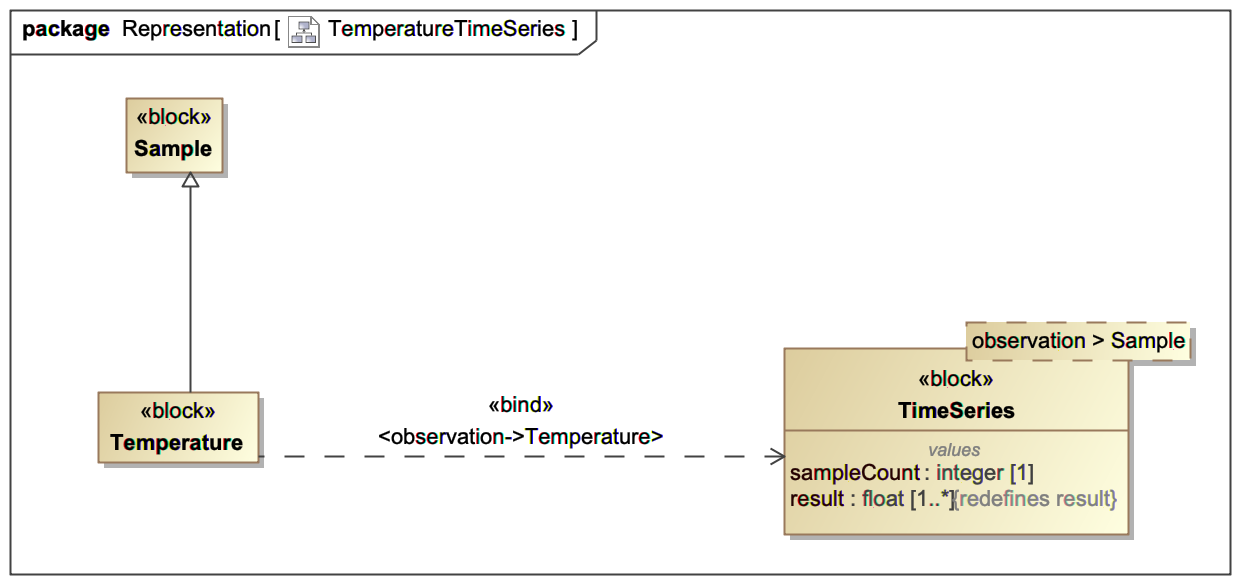 package Representation[ TemperatureTimeSeries ]
«block»
Sample
observation > Sample
«block»
TimeSeries
values
sampleCount : integer [1]
result : float [1..*]{redefines result}
«block»
Temperature
«bind»
<observation->Temperature>